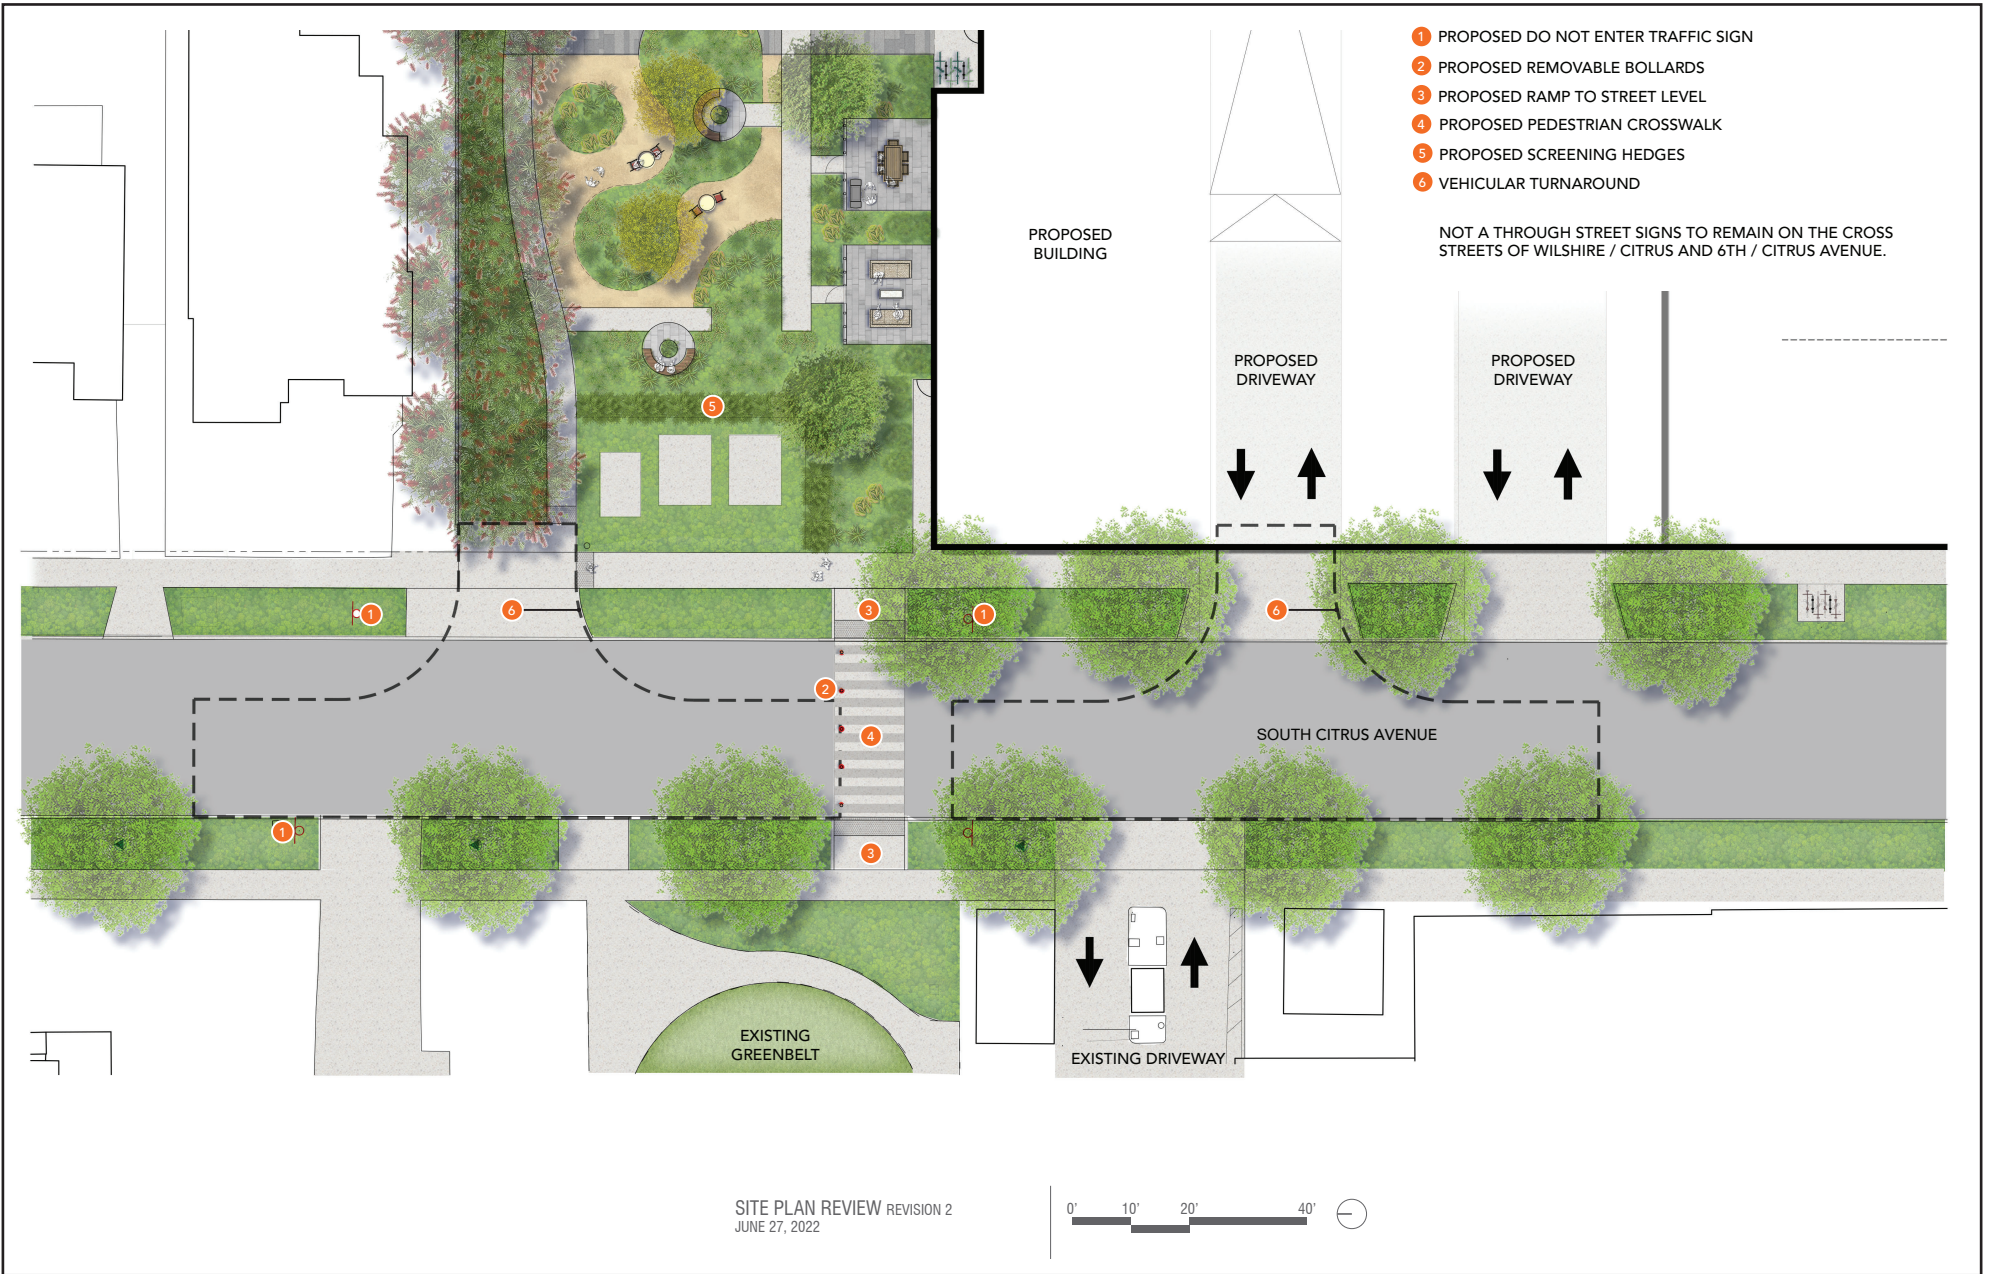 1 PROPOSED DO NOT ENTER TRAFFIC SIGN
2 PROPOSED REMOVABLE BOLLARDS
3 PROPOSED RAMP TO STREET LEVEL
4 PROPOSED PEDESTRIAN CROSSWALK
5 PROPOSED SCREENING HEDGES
6 VEHICULAR TURNAROUND
NOT A THROUGH STREET SIGNS TO REMAIN ON THE CROSS
STREETS OF WILSHIRE / CITRUS AND 6TH / CITRUS AVENUE.
PROPOSED
BUILDING
PROPOSED
DRIVEWAY
PROPOSED
DRIVEWAY
5
1
6
3
1
6
2
4
SOUTH CITRUS AVENUE
1
3
EXISTING
GREENBELT
EXISTING DRIVEWAY
SITE PLAN REVIEW REVISION 2
JUNE 27, 2022
0' 10' 20' 40'